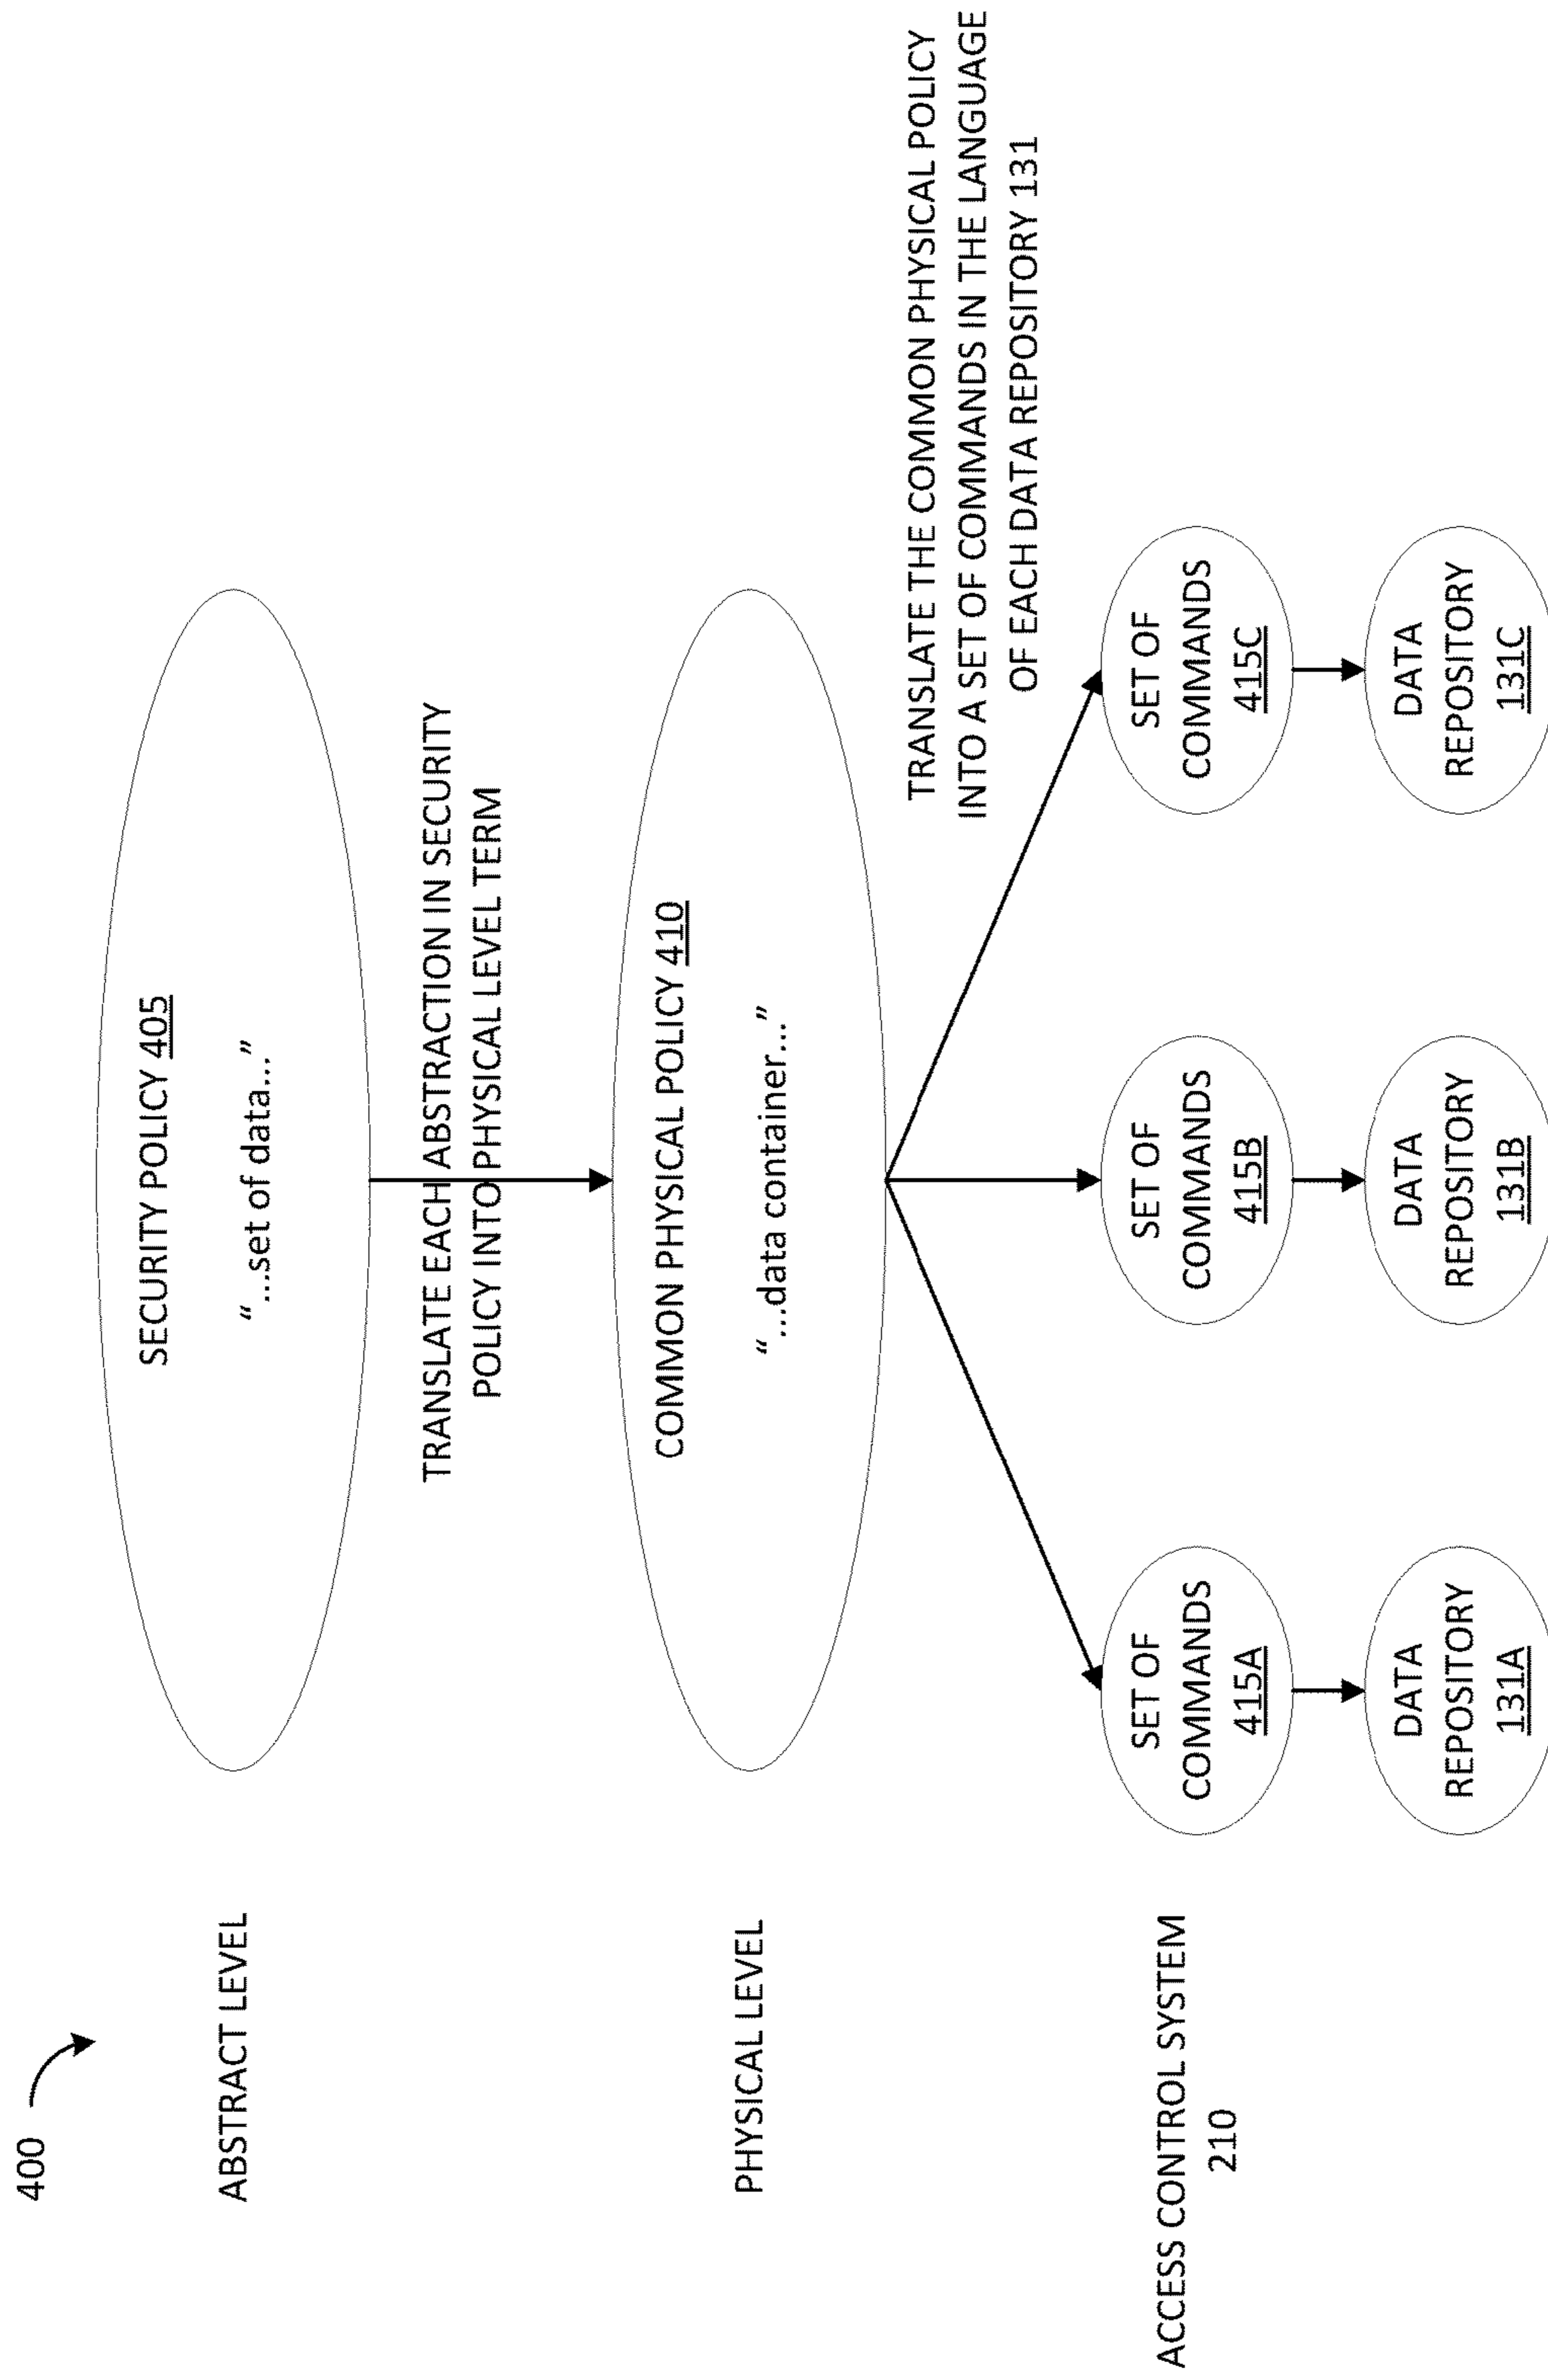 400
ABSTRACT LEVEL
SECURITY POLICY 405
“...set of data...”
TRANSLATE EACH ABSTRACTION IN SECURITY
POLICY INTO PHYSICAL LEVEL TERM
PHYSICAL LEVEL
COMMON PHYSICAL POLICY 410
“...data container...”
TRANSLATE THE COMMON PHYSICAL POLICY
INTO A SET OF COMMANDS IN THE LANGUAGE
OF EACH DATA REPOSITORY 131
ACCESS CONTROL SYSTEM
210
SET OF
COMMANDS
415A
SET OF
COMMANDS
415B
SET OF
COMMANDS
415C
DATA
REPOSITORY
131A
DATA
REPOSITORY
131B
DATA
REPOSITORY
131C